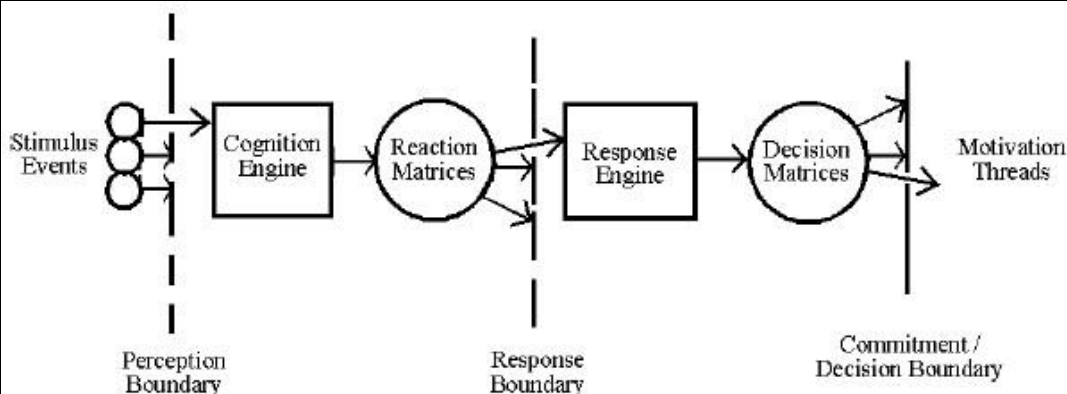 Stimulus
Events
Cognition
Engine
Reaction
Matrices
Response
Engine
Decision
Matrices
Motivation
Threads
Perception
Boundary
Response
Boundary
Commitment /
Decision Boundary